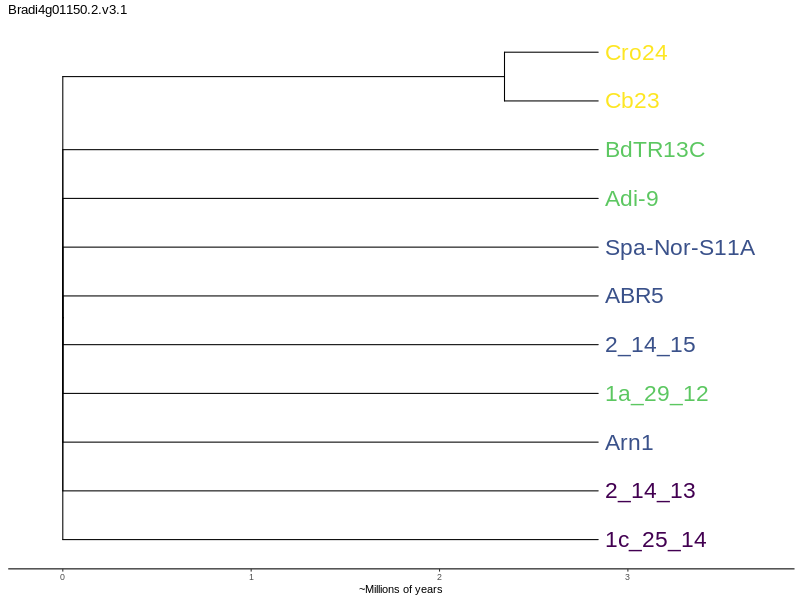 Bradi4g01150.2.v3.1
Cro24
Cb23
BdTR13C
Adi-9
Spa-Nor-S11A
ABR5
2_14_15
1a_29_12
Arn1
2_14_13
1c_25_14
0 1 2 3
~Millions of years